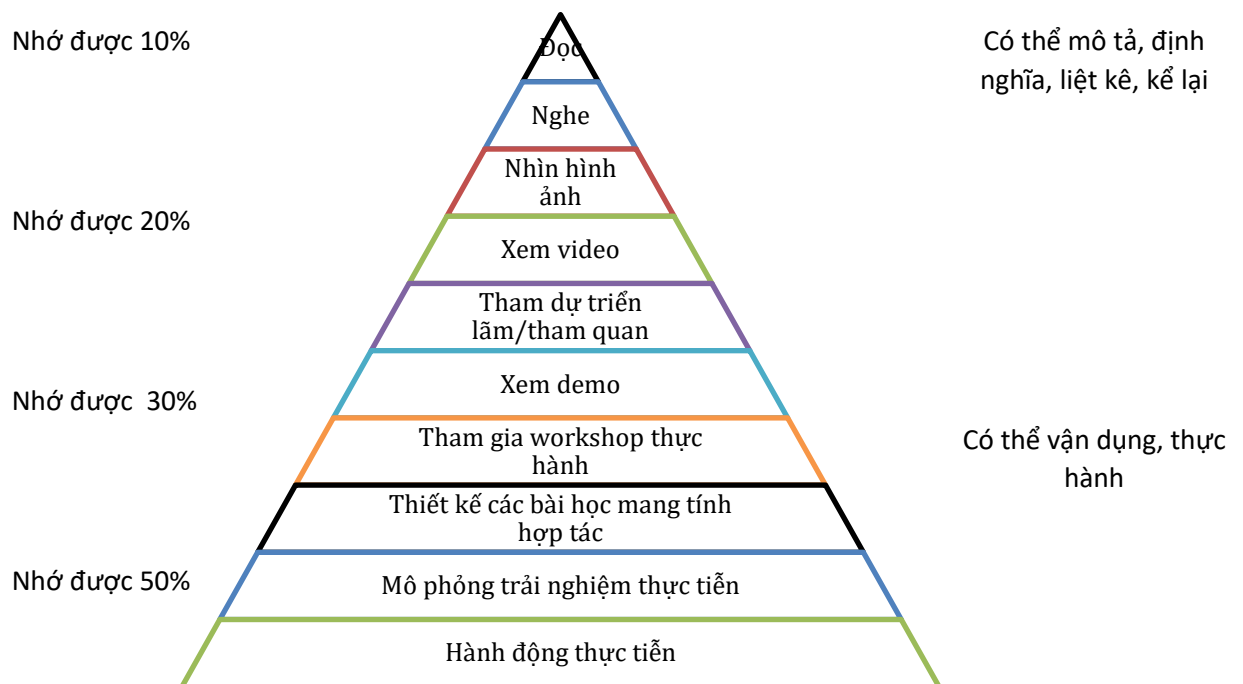 Nhớ được 10%
Đọc
Có thể mô tả, định
nghĩa, liệt kê, kể lại
Nghe
Nhìn hình
ảnh
Nhớ được 20%
Xem video
Tham dự triển
lãm/tham quan
Xem demo
Nhớ được 30%
Tham gia workshop thực
hành
Có thể vận dụng, thực
hành
Thiết kế các bài học mang tính
hợp tác
Nhớ được 50%
Mô phỏng trải nghiệm thực tiễn
Hành động thực tiễn